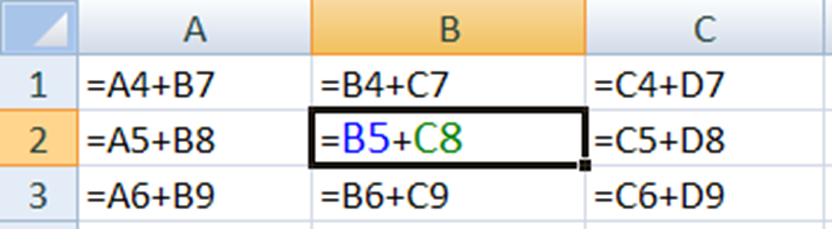 A B C
1 =A4+B7 =B4+C7 =C4+D7
2 =A5+B8 =B5+C8 =C5+D8
3 =A6+B9 =B6+C9 =C6+D9